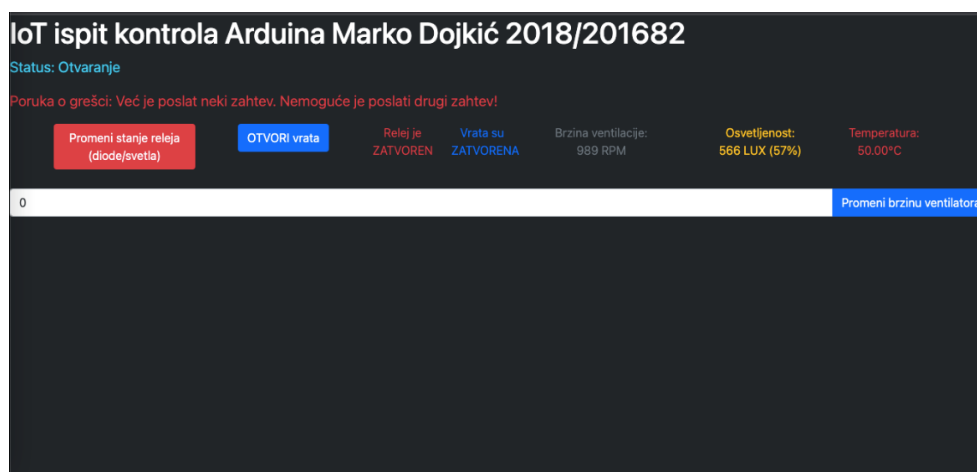 IoT ispit kontrola Arduina Marko Dojkić 2018/201682
Status: Otvaranje
Poruka o grešci: Već je poslat neki zahtev. Nemoguće je poslati drugi zahtev!
Promeni stanje releja
(diode/svetla)
OTVORI vrata
Relej je
ZATVOREN
Vrata su
ZATVORENA
Brzina ventilacije:
989 RPM
Osvetljenost:
566 LUX (57%)
Temperatura:
50.00°C
0
Promeni brzinu ventilatora